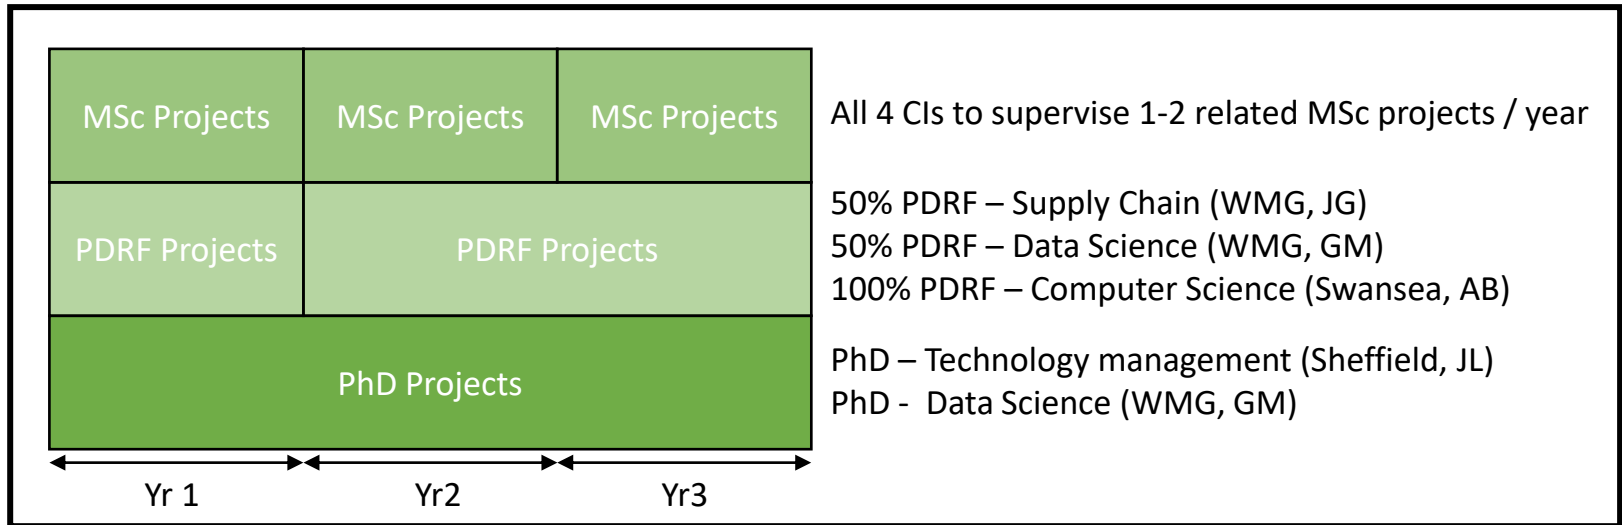 MSc Projects
MSc Projects
MSc Projects
All 4 CIs to supervise 1-2 related MSc projects / year
PDRF Projects
PDRF Projects
50% PDRF – Supply Chain (WMG, JG)
50% PDRF – Data Science (WMG, GM)
100% PDRF – Computer Science (Swansea, AB)
PhD Projects
PhD – Technology management (Sheffield, JL)
PhD - Data Science (WMG, GM)
Yr 1
Yr2
Yr3